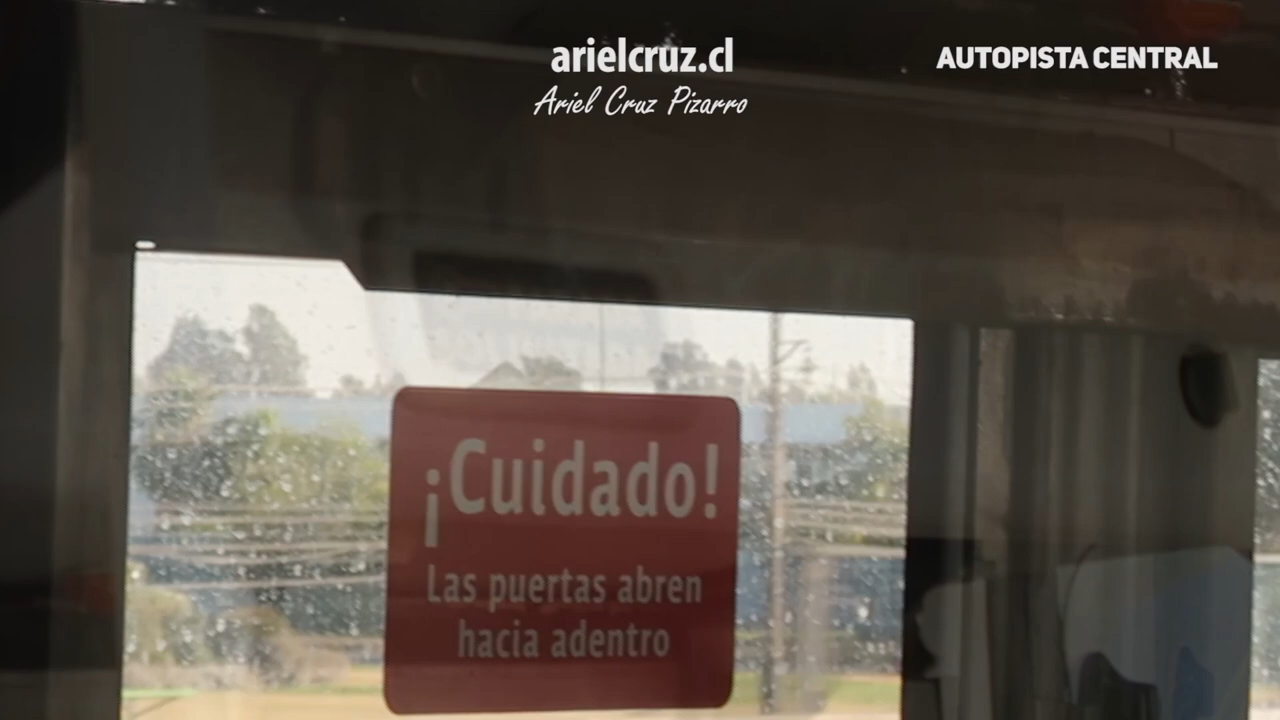 arielcruz.cl
Ariel Cruz Pizarro
AUTOPISTA CENTRAL
¡Cuidado!
Las puertas abren
hacia adentro